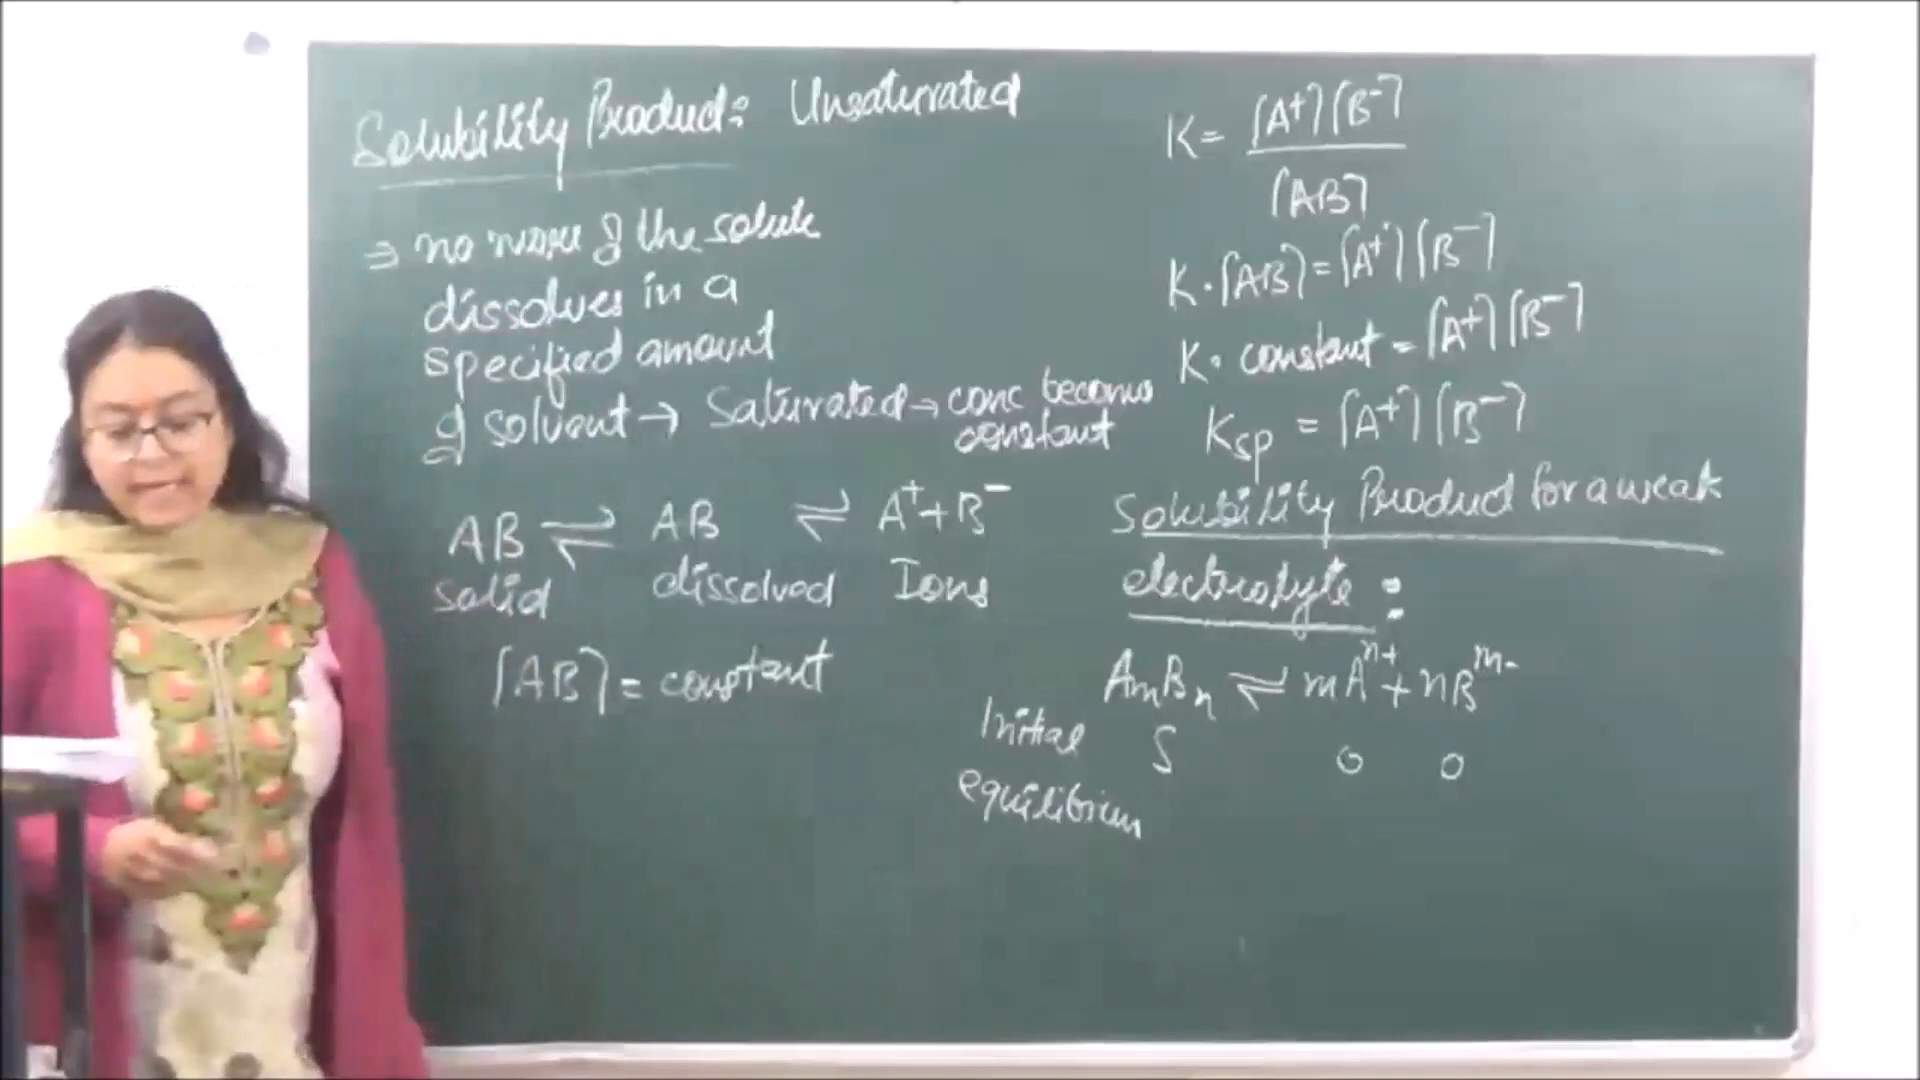 Solubility Product: Unsaturated
⇒ no more of the solute
dissolves in a
specified amount
of solvent → Saturated → conc becomes
constant
AB ⇌ AB ⇌ A⁺ + B⁻
solid dissolved Ions
[AB] = constant
K = [A⁺][B⁻]
[AB]
K·[AB] = [A⁺][B⁻]
K·constant = [A⁺][B⁻]
Ksp = [A⁺][B⁻]
Solubility Product for a weak
electrolyte:
AmBn ⇌ mAⁿ⁺ + nBᵐ⁻
Initial S 0 0
equilibrium